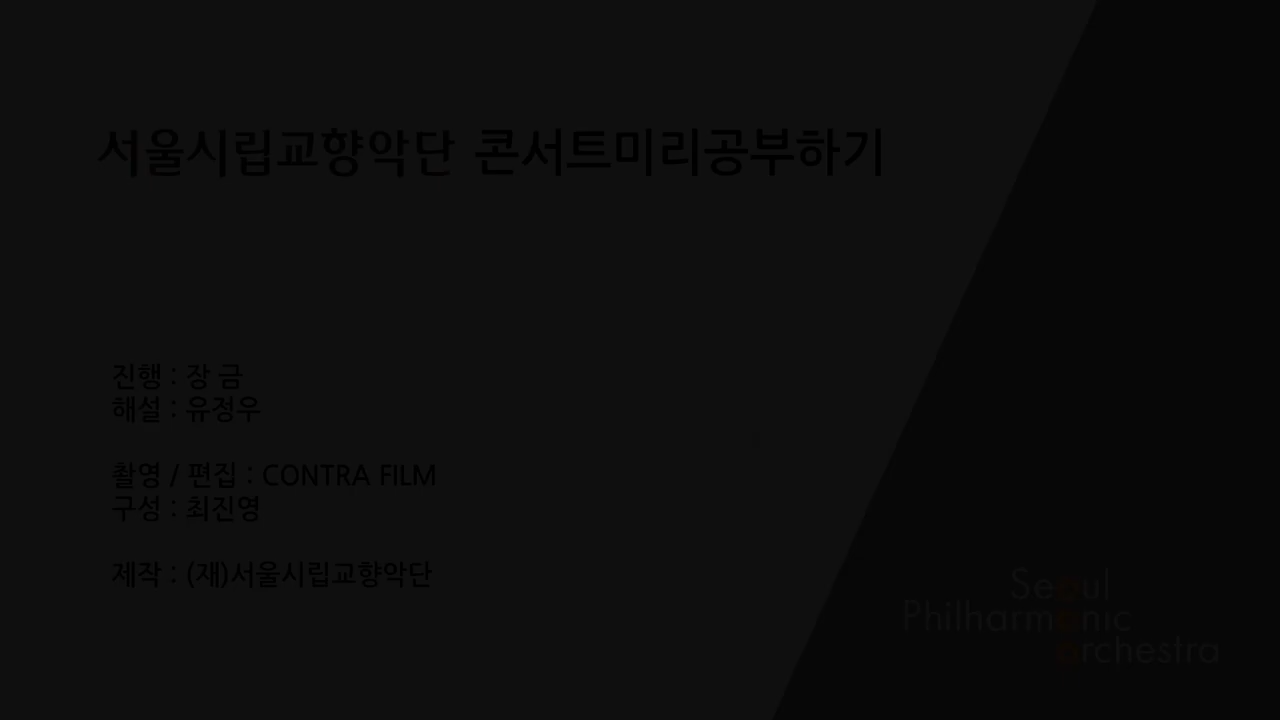 서울시립교향악단 콘서트미리공부하기
진행 : 장 금
해설 : 유정우
촬영 / 편집 : CONTRA FILM
구성 : 최진영
제작 : (재)서울시립교향악단
Seoul
Philharmonic
orchestra